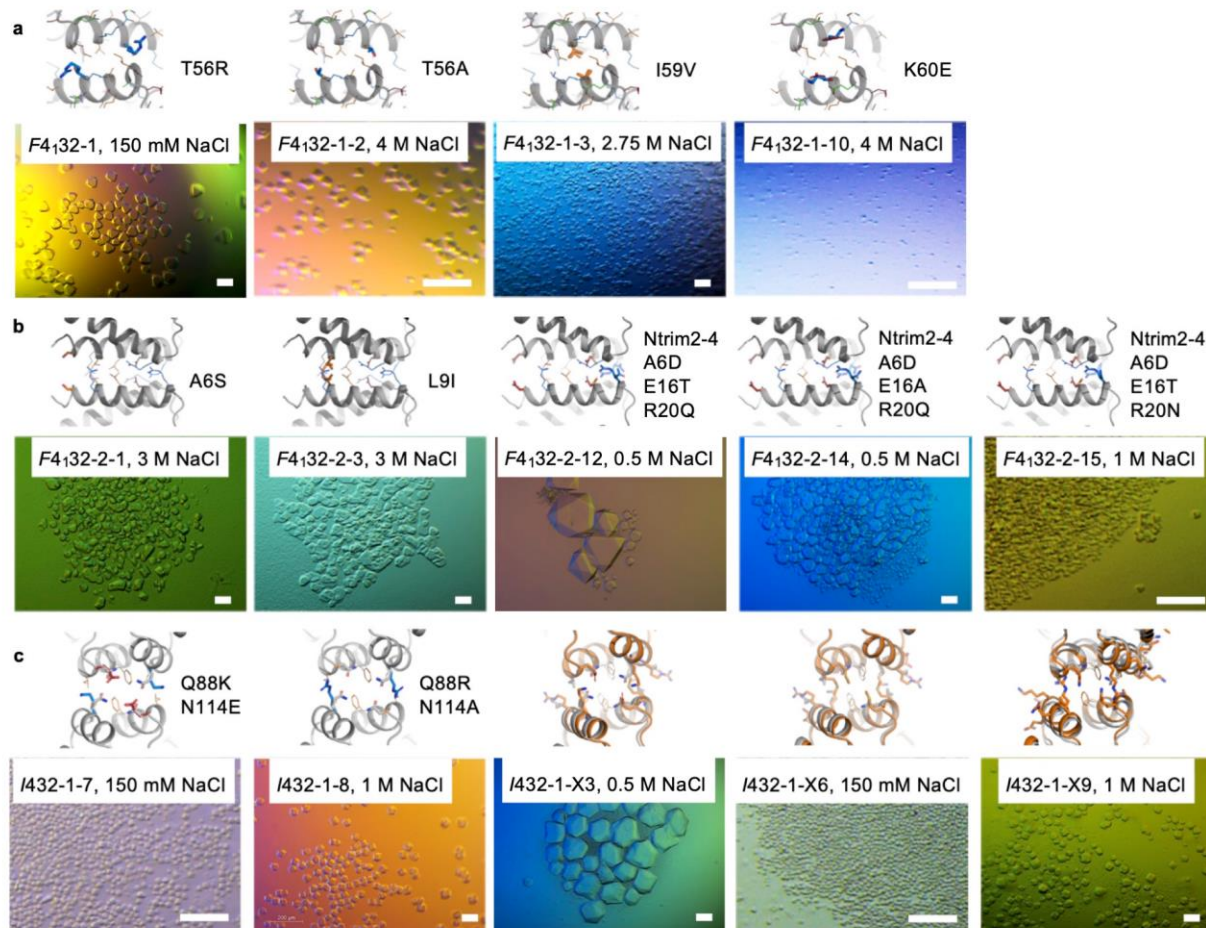 a
T56R
T56A
I59V
K60E
F4₁32-1, 150 mM NaCl
F4₁32-1-2, 4 M NaCl
F4₁32-1-3, 2.75 M NaCl
F4₁32-1-10, 4 M NaCl
b
A6S
L9I
Ntrim2-4
A6D
E16T
R20Q
Ntrim2-4
A6D
E16A
R20Q
Ntrim2-4
A6D
E16T
R20N
F4₁32-2-1, 3 M NaCl
F4₁32-2-3, 3 M NaCl
F4₁32-2-12, 0.5 M NaCl
F4₁32-2-14, 0.5 M NaCl
F4₁32-2-15, 1 M NaCl
c
Q88K
N114E
Q88R
N114A
I432-1-7, 150 mM NaCl
I432-1-8, 1 M NaCl
I432-1-X3, 0.5 M NaCl
I432-1-X6, 150 mM NaCl
I432-1-X9, 1 M NaCl
200 µm